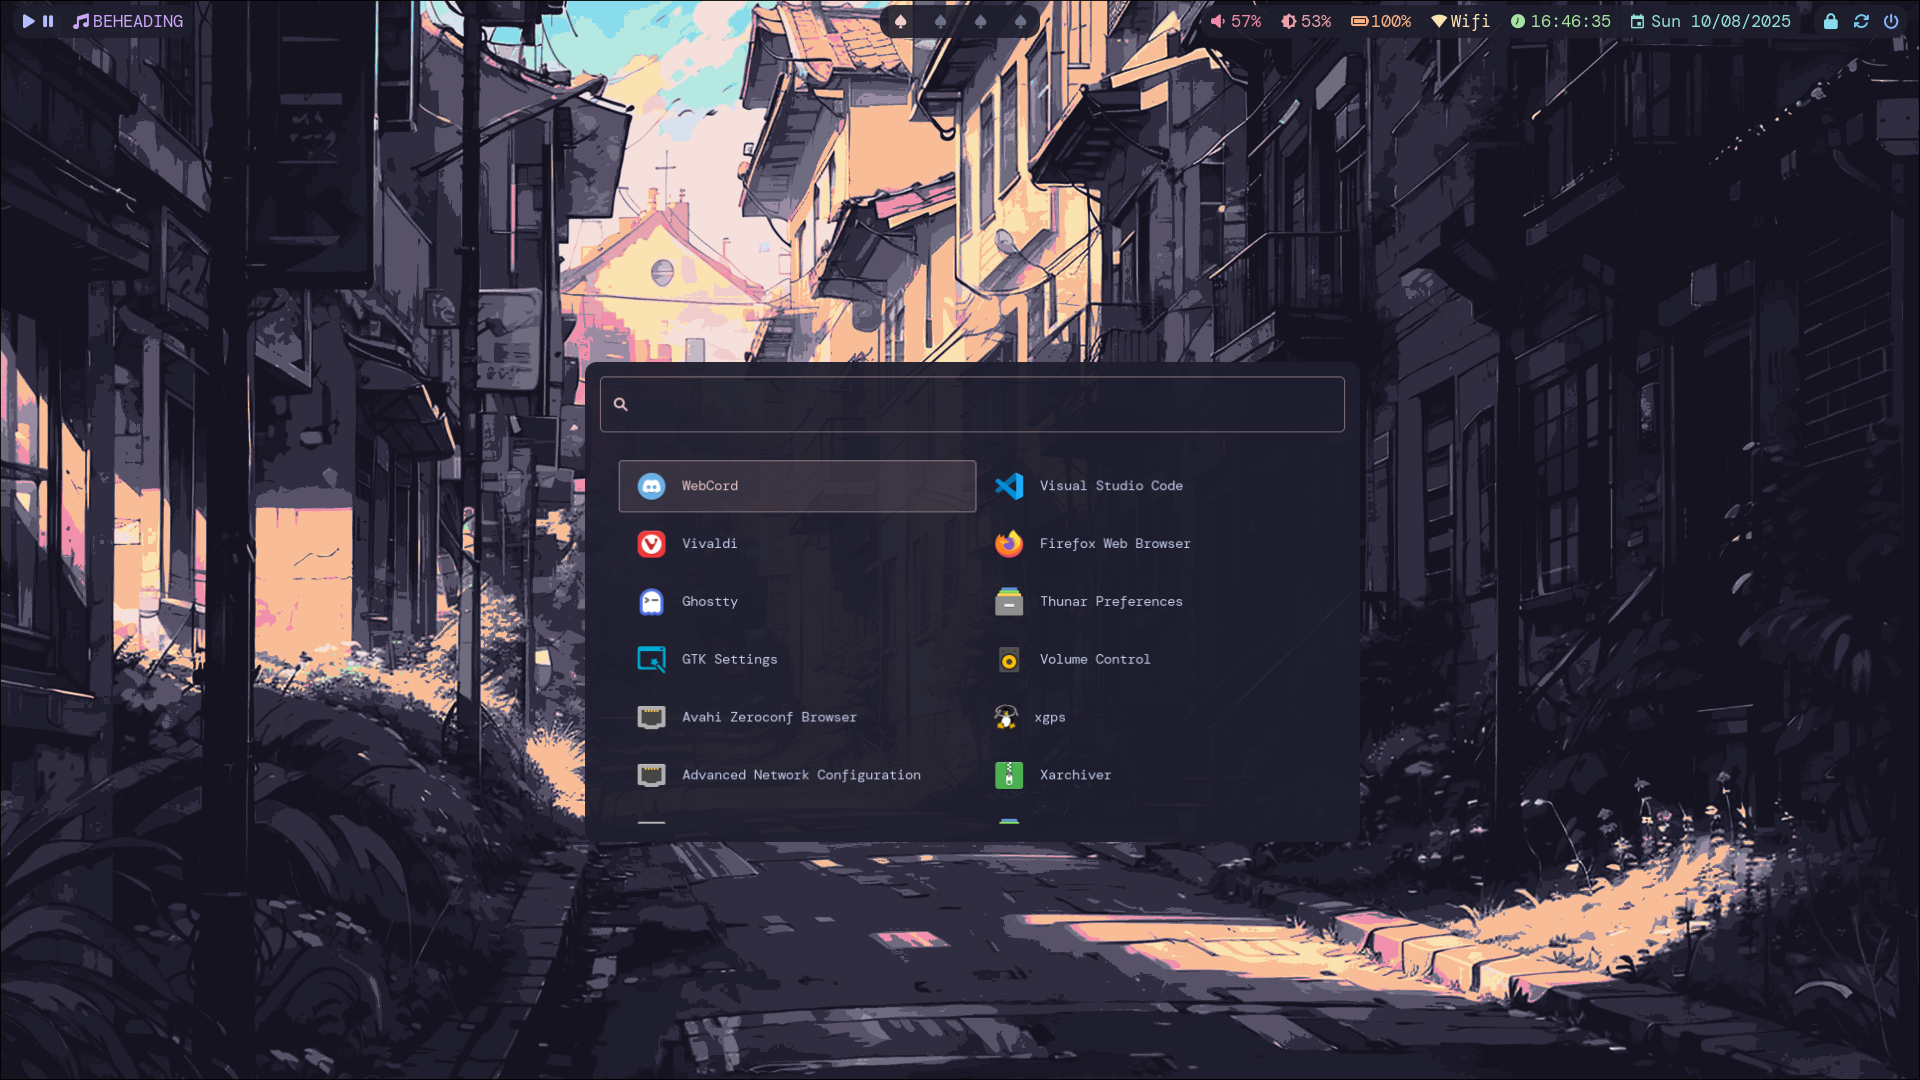 BEHEADING
57% 53% 100% Wifi 16:46:35 Sun 10/08/2025
WebCord
Visual Studio Code
Vivaldi
Firefox Web Browser
Ghostty
Thunar Preferences
GTK Settings
Volume Control
Avahi Zeroconf Browser
xgps
Advanced Network Configuration
Xarchiver